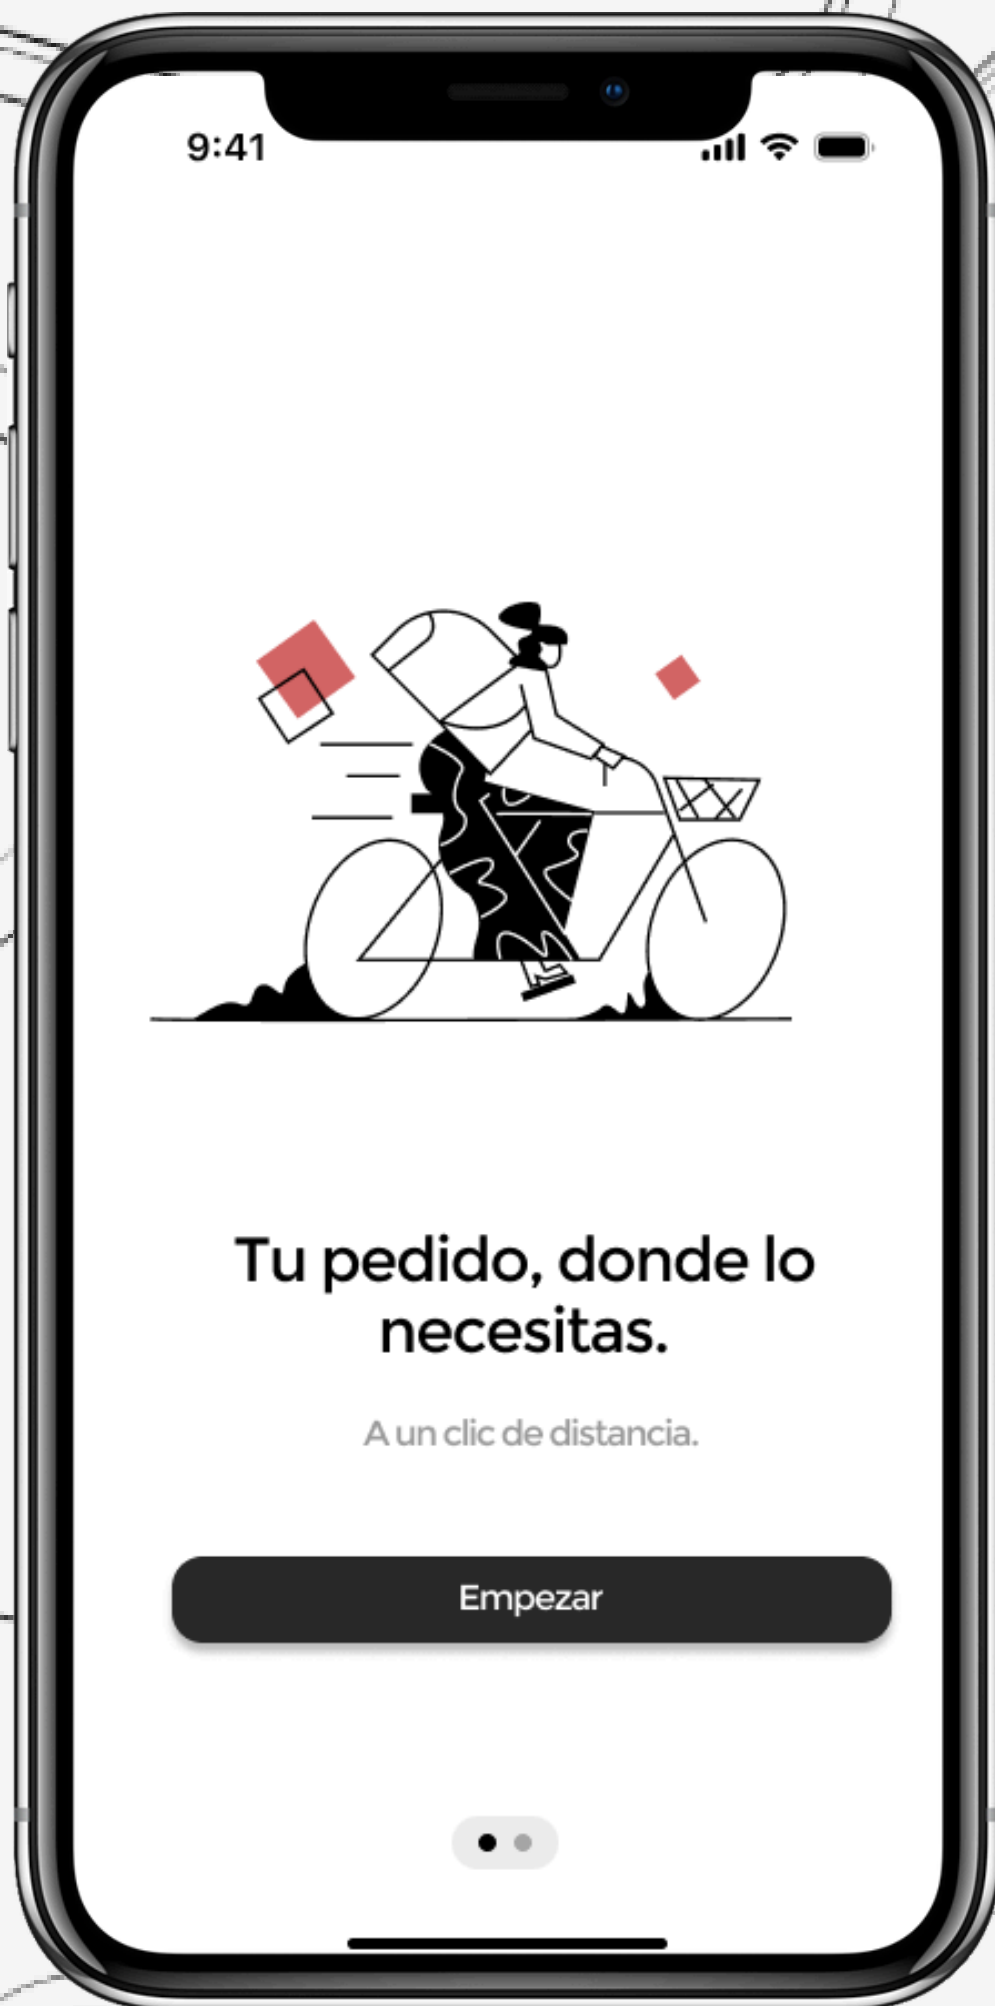 9:41
Tu pedido, donde lo
necesitas.
A un clic de distancia.
Empezar